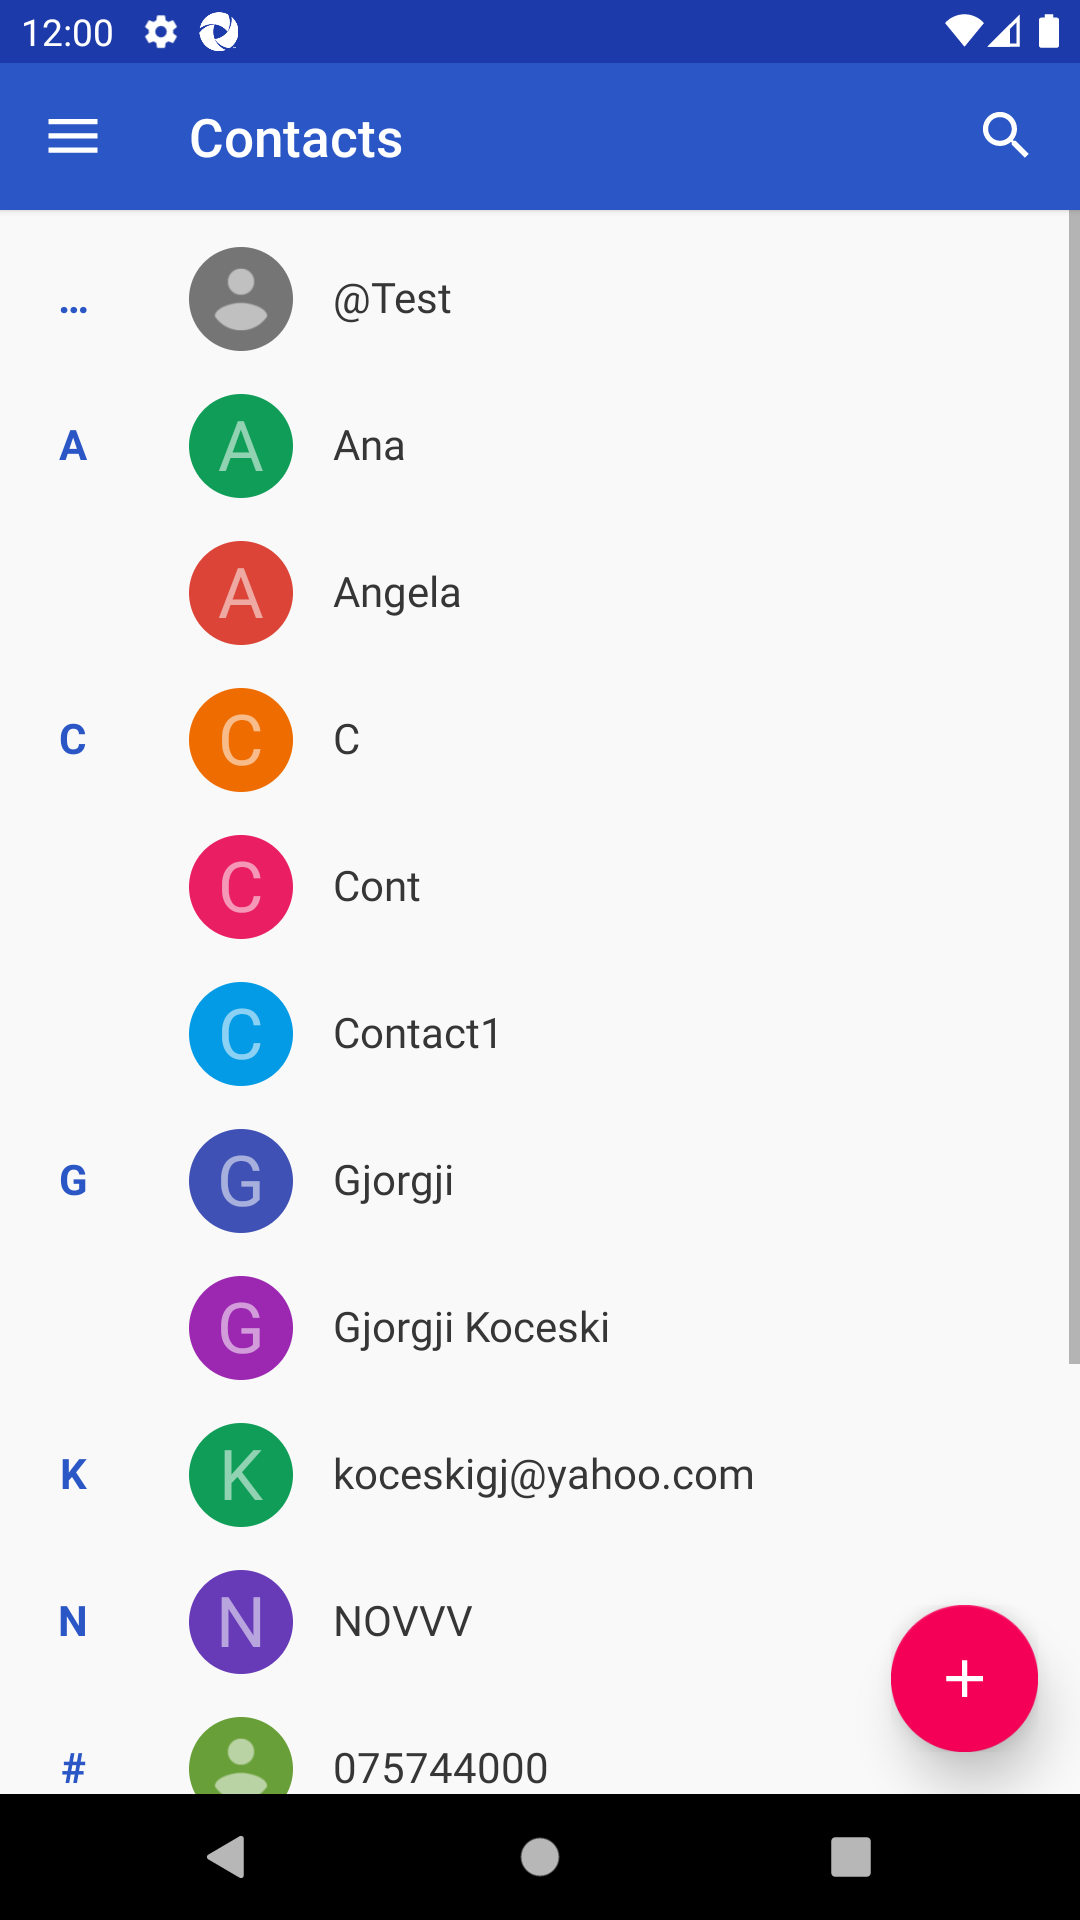 12:00
Contacts
... @Test
A A Ana
A Angela
C C C
C Cont
C Contact1
G G Gjorgji
G Gjorgji Koceski
K K koceskigj@yahoo.com
N N NOVVV
# 075744000